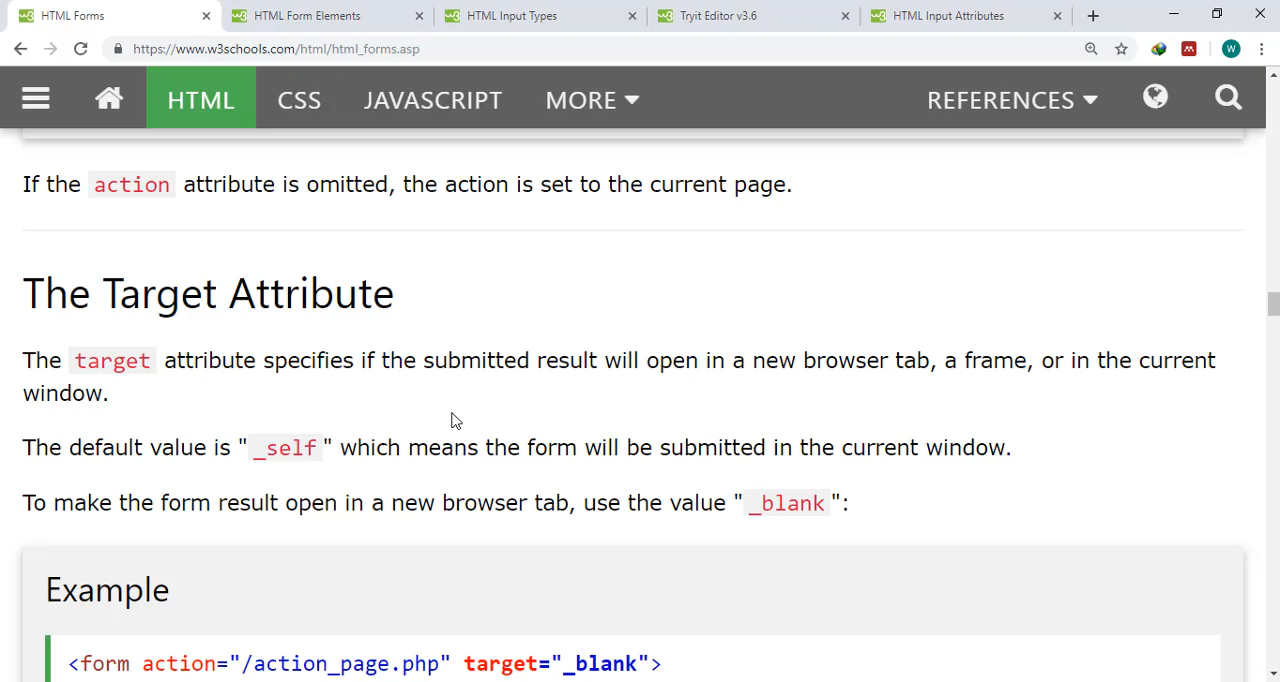 HTML Forms
HTML Form Elements
HTML Input Types
Tryit Editor v3.6
HTML Input Attributes
https://www.w3schools.com/html/html_forms.asp
W
HTML
CSS
JAVASCRIPT
MORE
REFERENCES
If the action attribute is omitted, the action is set to the current page.
The Target Attribute
The target attribute specifies if the submitted result will open in a new browser tab, a frame, or in the current
window.
The default value is "_self" which means the form will be submitted in the current window.
To make the form result open in a new browser tab, use the value "_blank":
Example
<form action="/action_page.php" target="_blank">